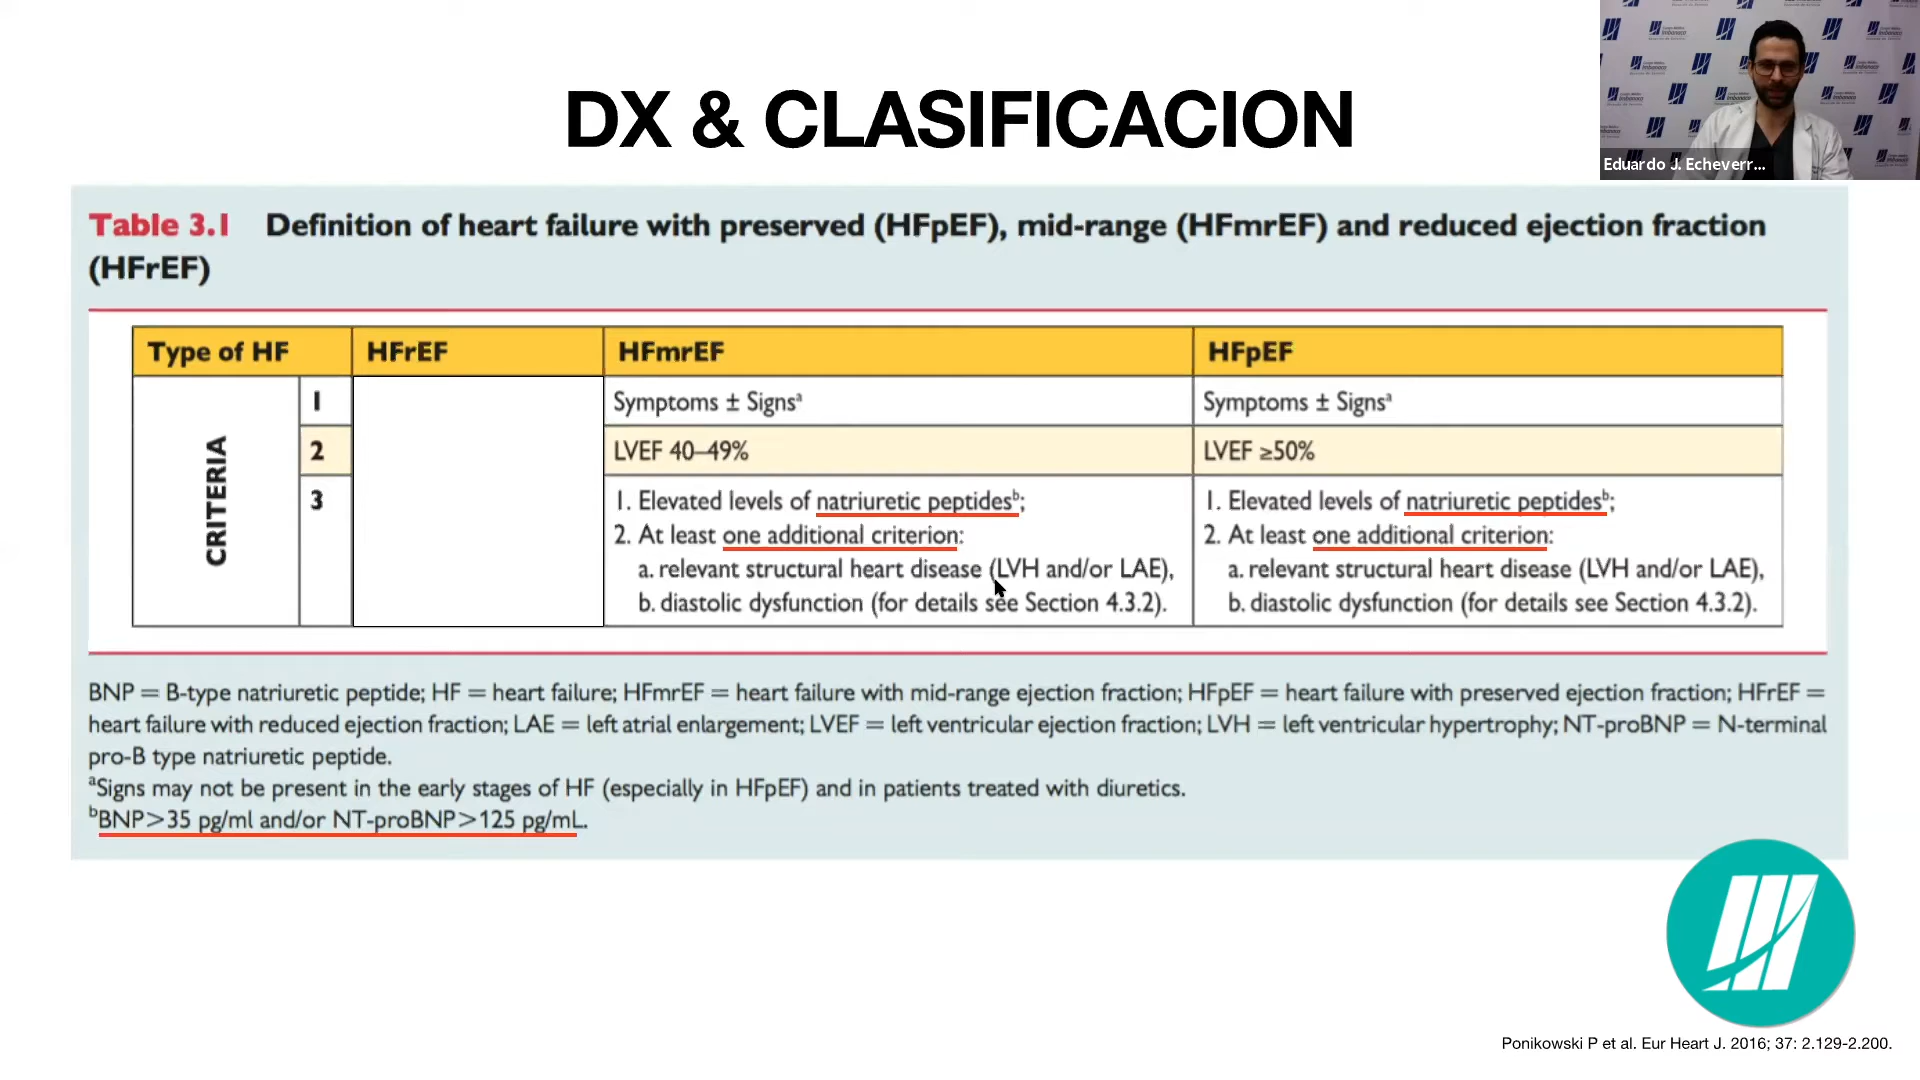 DX & CLASIFICACION
Eduardo J. Echeverr...
Table 3.1 Definition of heart failure with preserved (HFpEF), mid-range (HFmrEF) and reduced ejection fraction
(HFrEF)
Type of HF HFrEF HFmrEF HFpEF
CRITERIA
1 Symptoms ± Signsᵃ Symptoms ± Signsᵃ
2 LVEF 40–49% LVEF ≥50%
3 1. Elevated levels of natriuretic peptidesᵇ; 1. Elevated levels of natriuretic peptidesᵇ;
2. At least one additional criterion: 2. At least one additional criterion:
a. relevant structural heart disease (LVH and/or LAE), a. relevant structural heart disease (LVH and/or LAE),
b. diastolic dysfunction (for details see Section 4.3.2). b. diastolic dysfunction (for details see Section 4.3.2).
BNP = B-type natriuretic peptide; HF = heart failure; HFmrEF = heart failure with mid-range ejection fraction; HFpEF = heart failure with preserved ejection fraction; HFrEF =
heart failure with reduced ejection fraction; LAE = left atrial enlargement; LVEF = left ventricular ejection fraction; LVH = left ventricular hypertrophy; NT-proBNP = N-terminal
pro-B type natriuretic peptide.
ᵃSigns may not be present in the early stages of HF (especially in HFpEF) and in patients treated with diuretics.
ᵇBNP>35 pg/ml and/or NT-proBNP>125 pg/mL.
Ponikowski P et al. Eur Heart J. 2016; 37: 2.129-2.200.